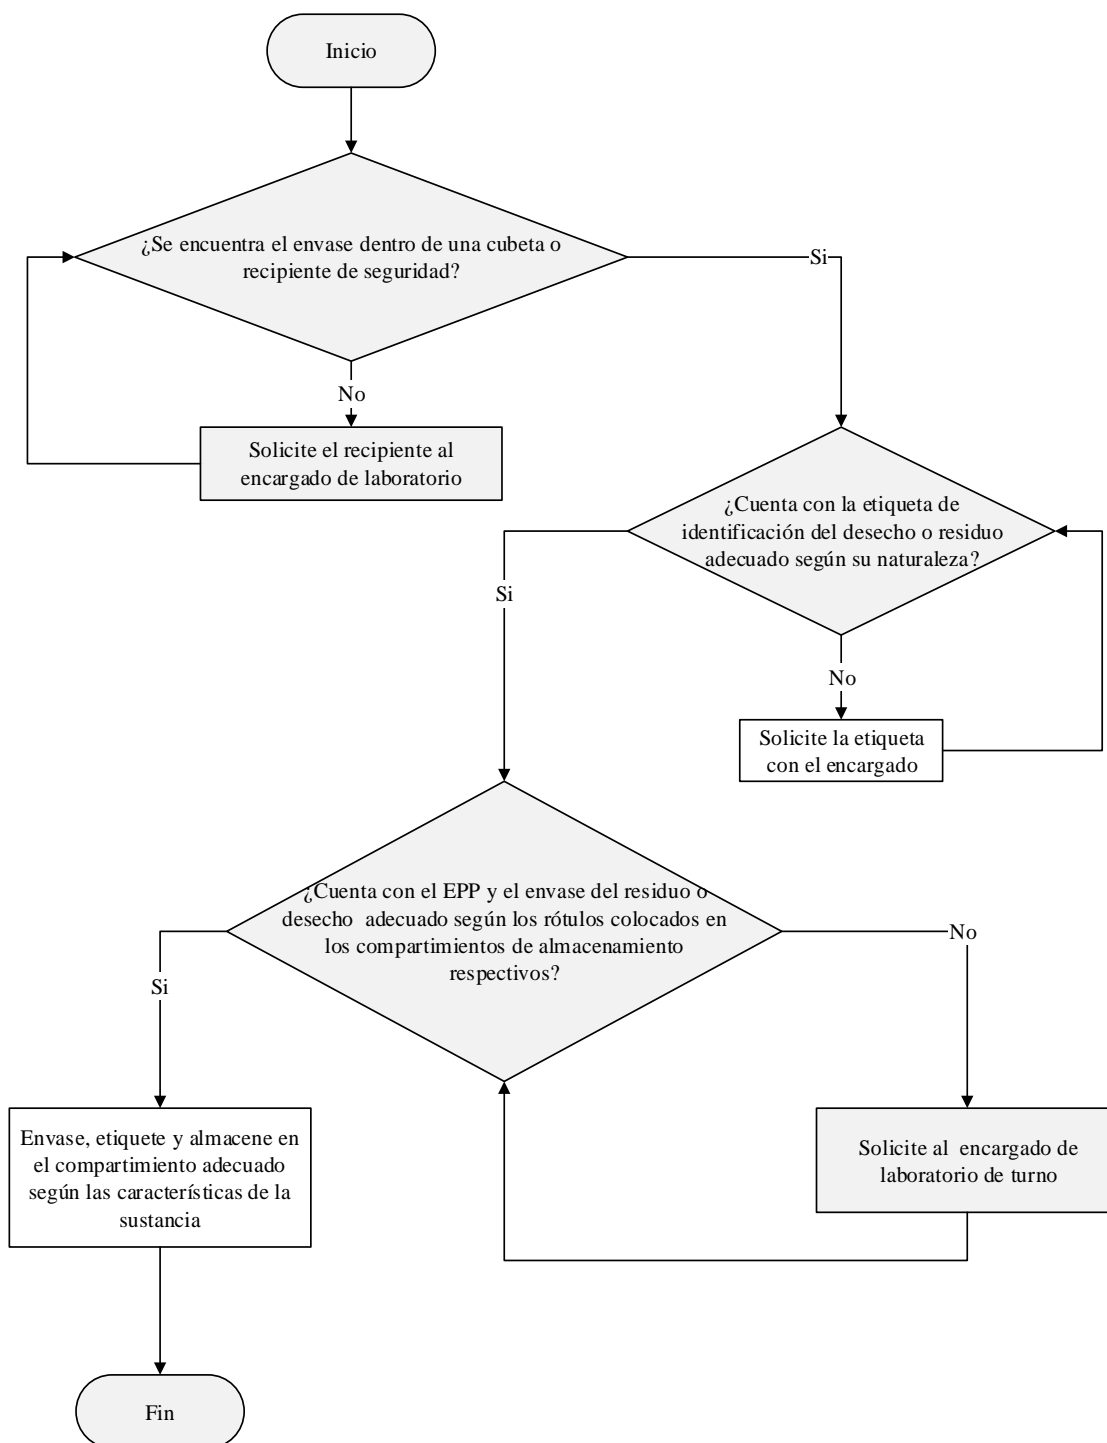 Inicio
¿Se encuentra el envase dentro de una cubeta o
recipiente de seguridad?
Si
No
Solicite el recipiente al
encargado de laboratorio
¿Cuenta con la etiqueta de
identificación del desecho o residuo
adecuado según su naturaleza?
Si
No
Solicite la etiqueta
con el encargado
¿Cuenta con el EPP y el envase del residuo o
desecho  adecuado según los rótulos colocados en
los compartimientos de almacenamiento
respectivos?
No
Si
Envase, etiquete y almacene en
el compartimiento adecuado
según las características de la
sustancia
Solicite al  encargado de
laboratorio de turno
Fin